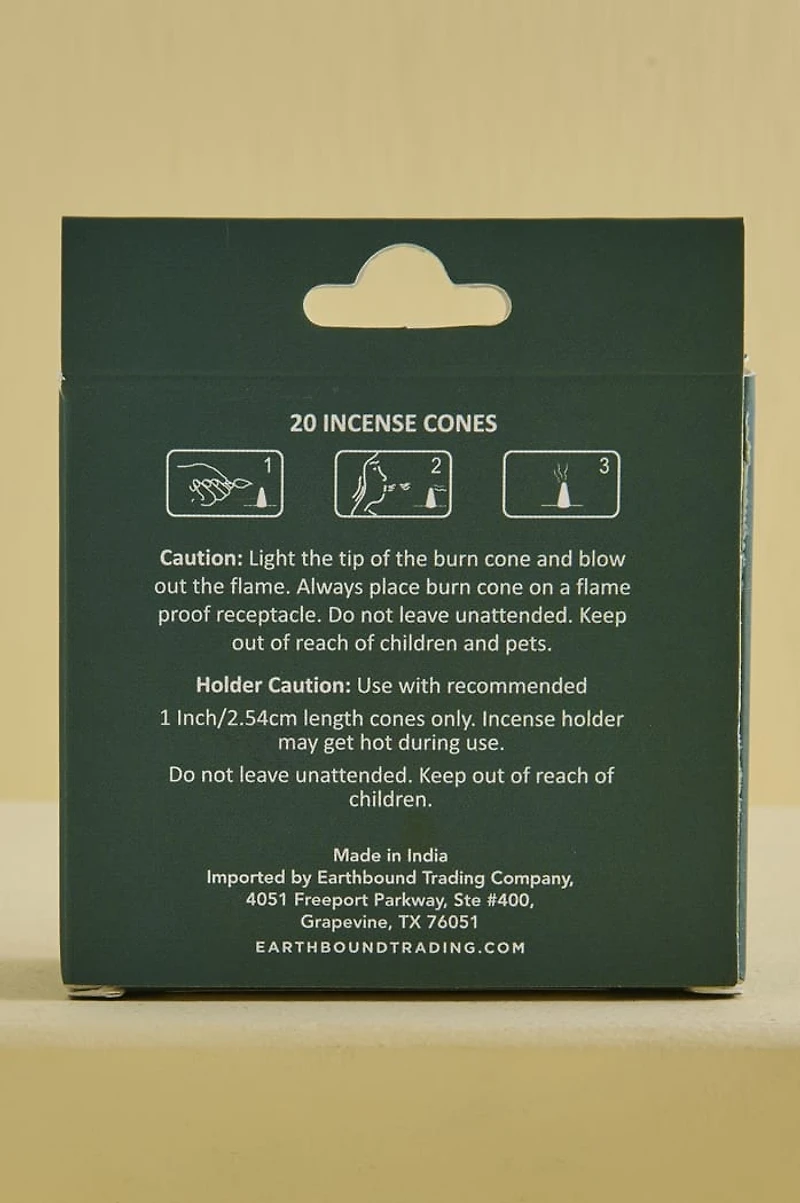 20 INCENSE CONES
1 2 3
Caution: Light the tip of the burn cone and blow
out the flame. Always place burn cone on a flame
proof receptacle. Do not leave unattended. Keep
out of reach of children and pets.
Holder Caution: Use with recommended
1 Inch/2.54cm length cones only. Incense holder
may get hot during use.
Do not leave unattended. Keep out of reach of
children.
Made in India
Imported by Earthbound Trading Company,
4051 Freeport Parkway, Ste #400,
Grapevine, TX 76051
EARTHBOUNDTRADING.COM